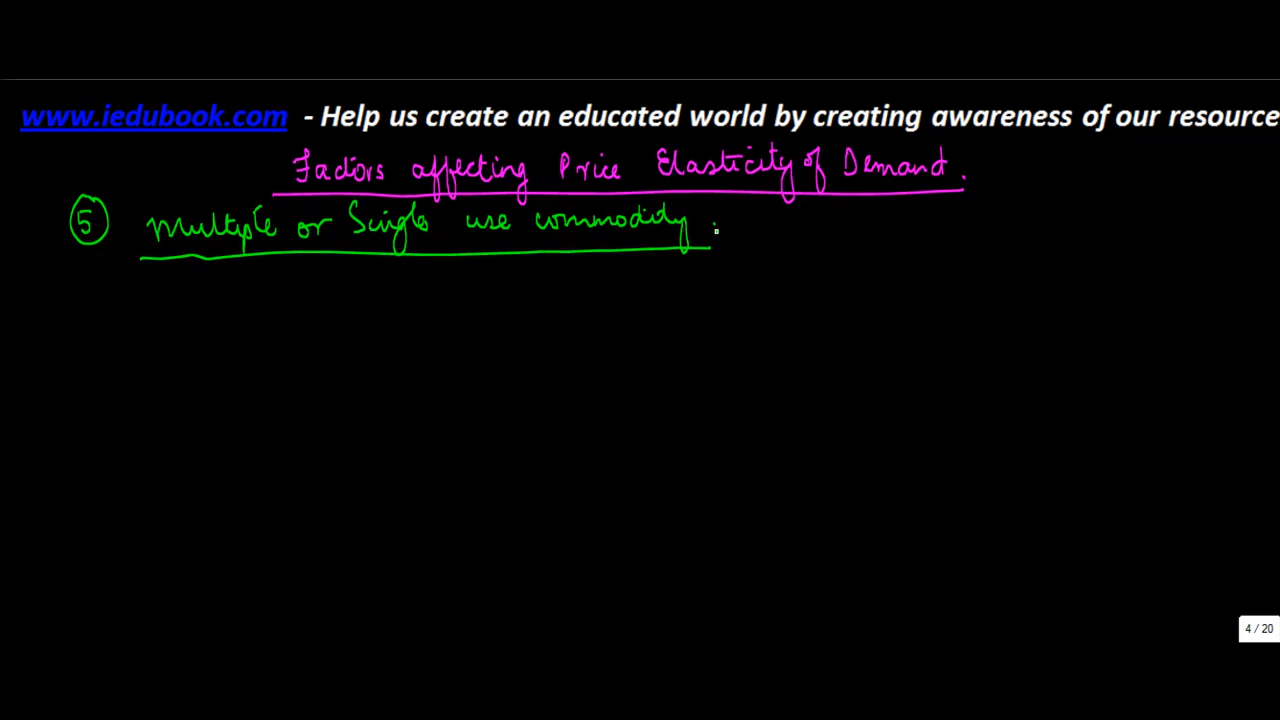 www.iedubook.com - Help us create an educated world by creating awareness of our resource
Factors affecting Price Elasticity of Demand.
5 Multiple or Single use commodity.
4 / 20